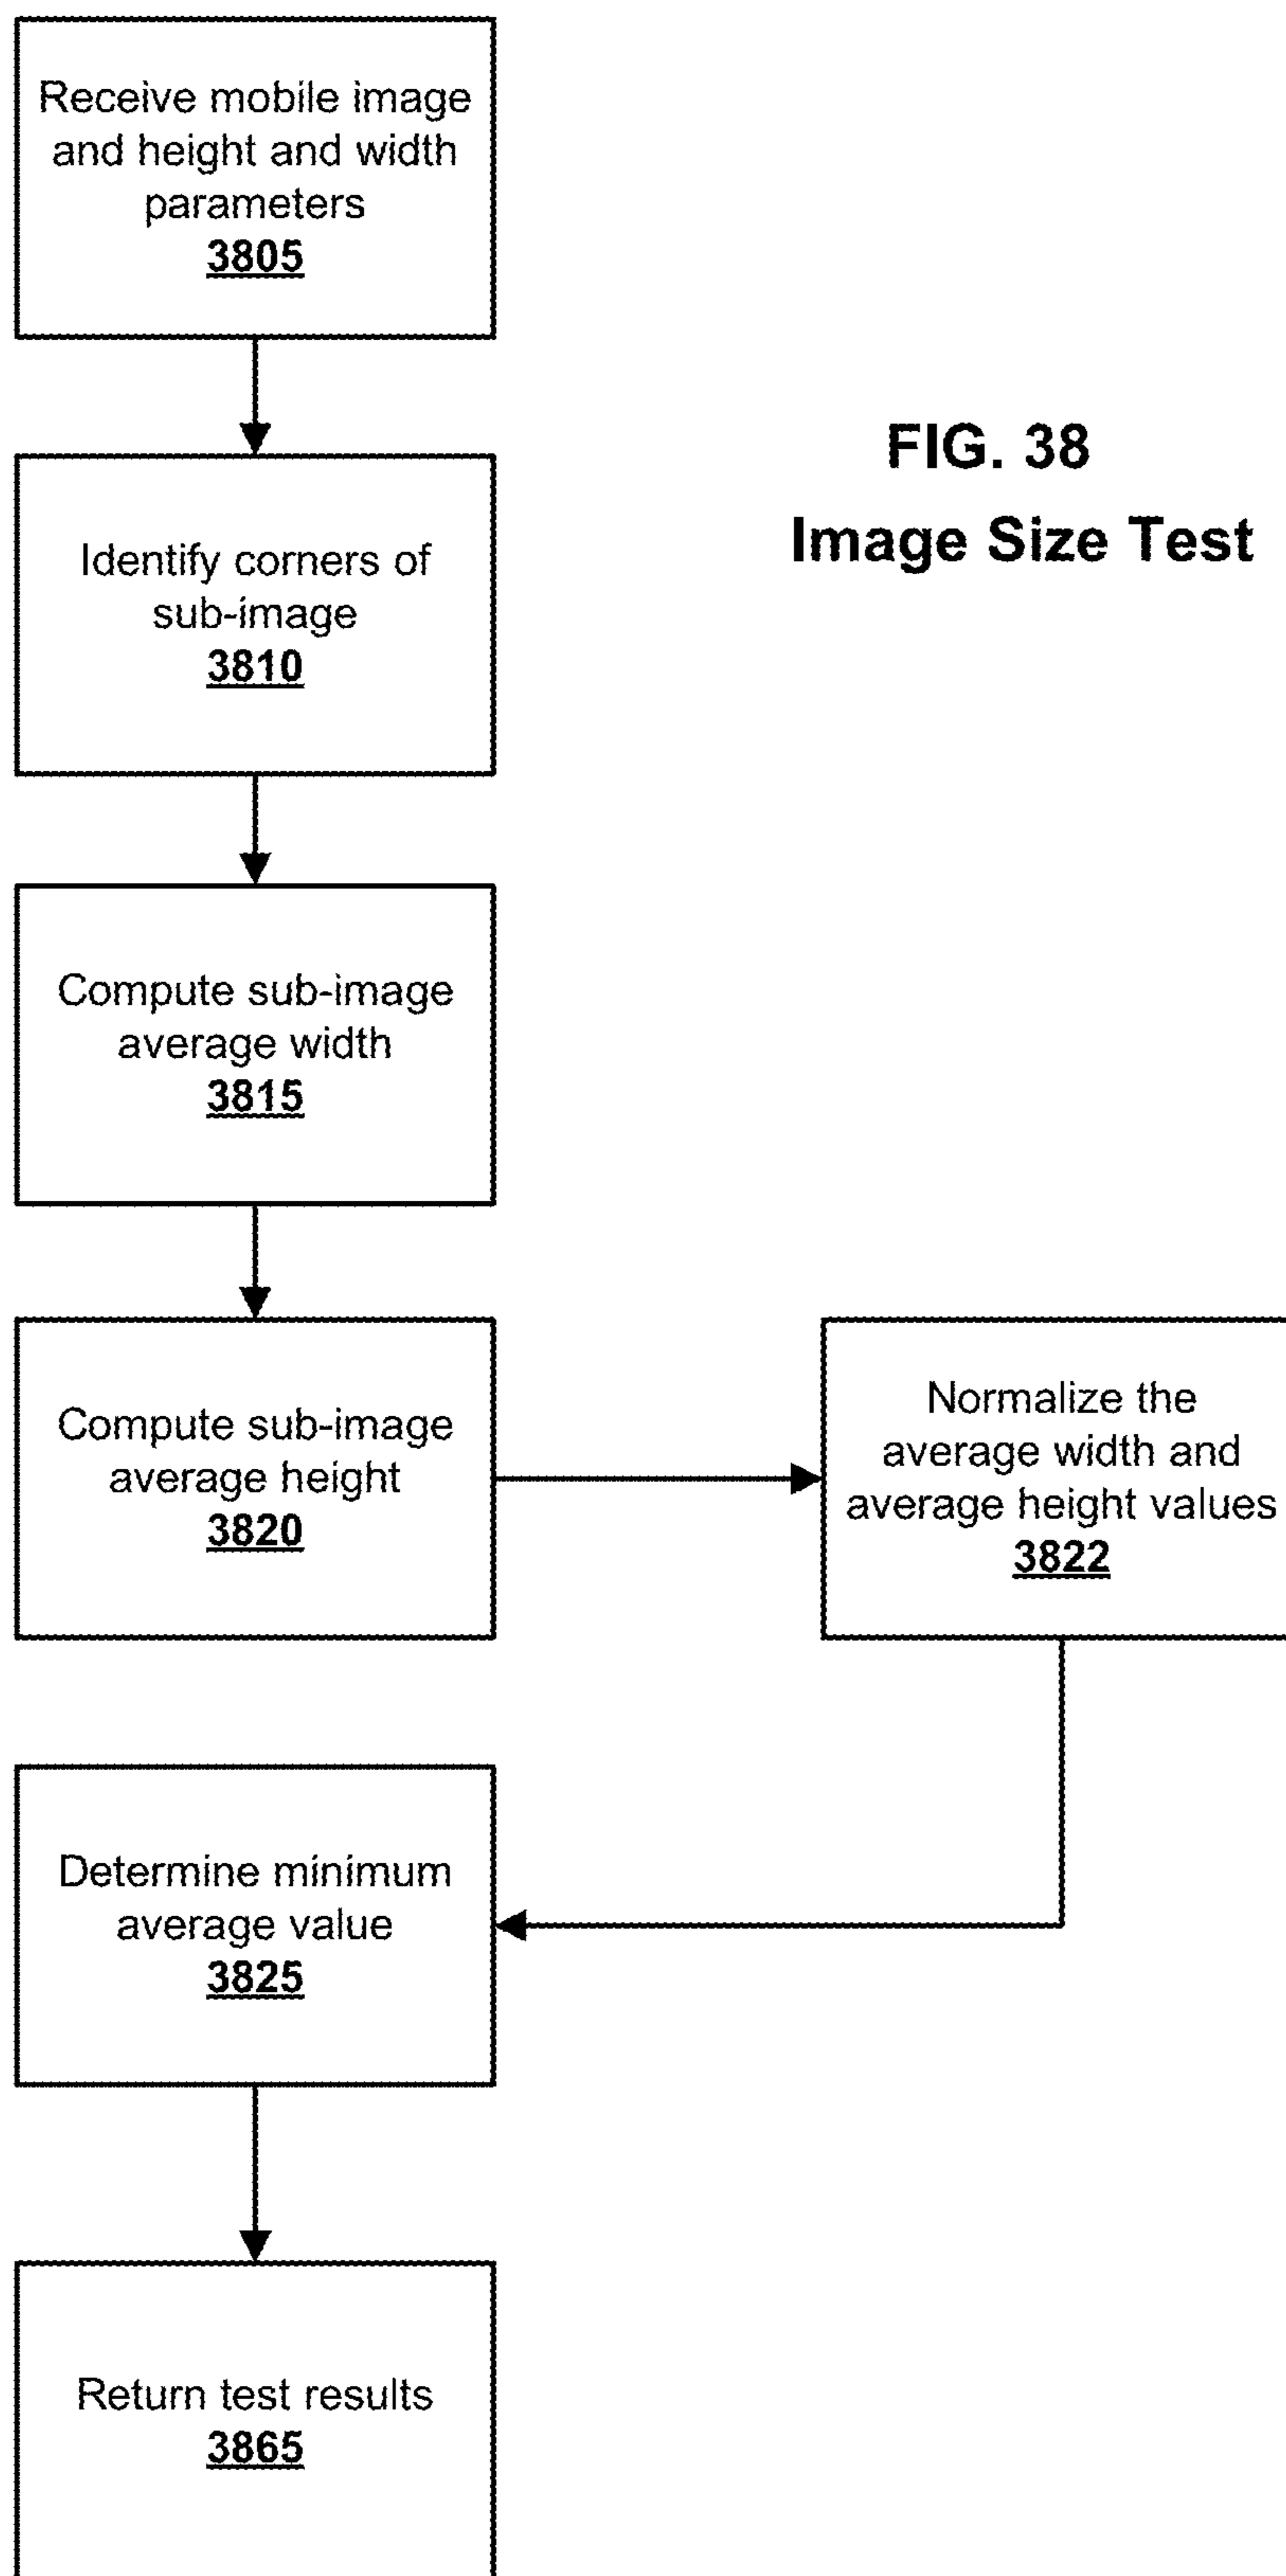 Receive mobile image
and height and width
parameters
3805
FIG. 38
Image Size Test
Identify corners of
sub-image
3810
Compute sub-image
average width
3815
Compute sub-image
average height
3820
Normalize the
average width and
average height values
3822
Determine minimum
average value
3825
Return test results
3865